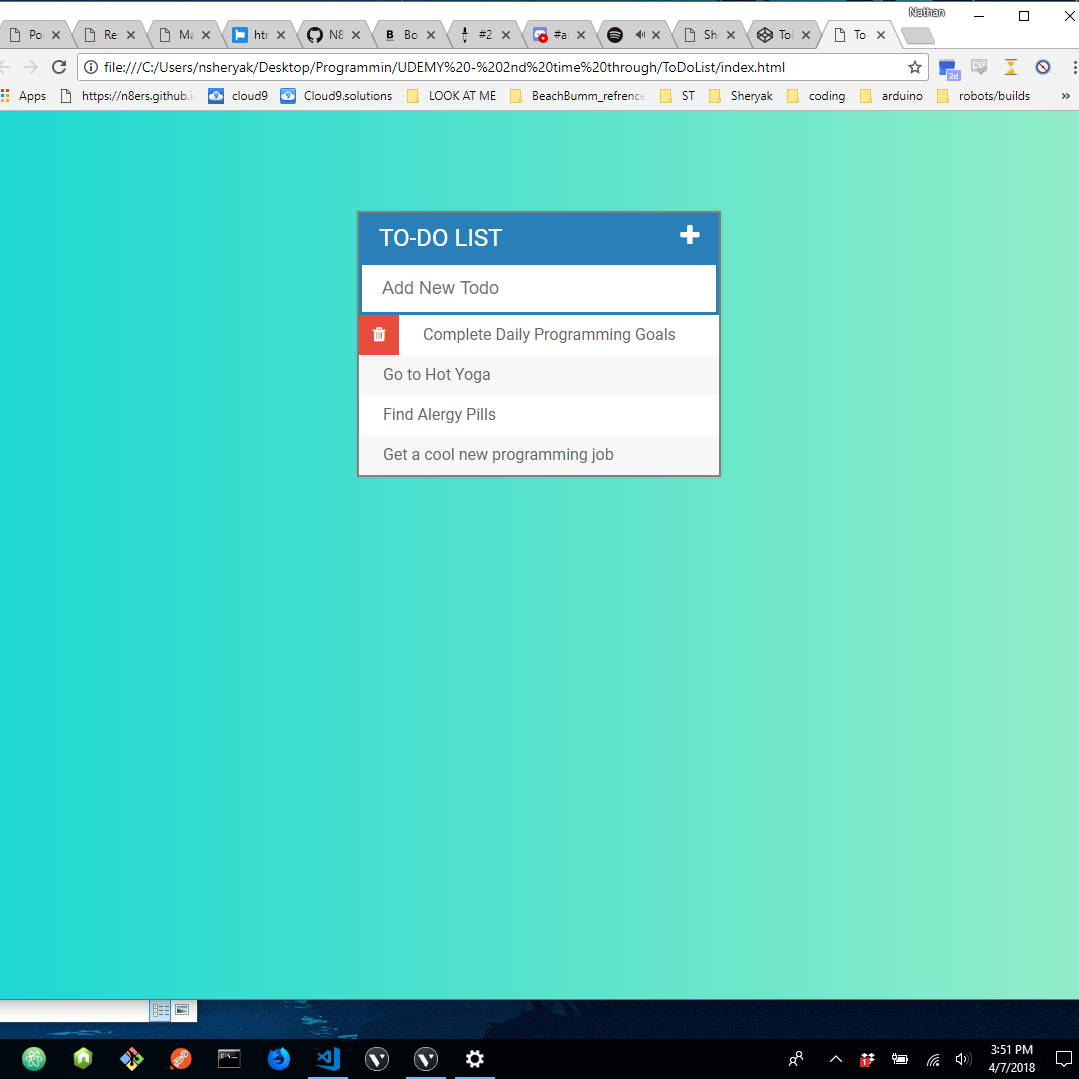 Nathan
Po Re Ma htt N8 Bo #2 #a Sh Tol To-
file:///C:/Users/nsheryak/Desktop/Programmin/UDEMY%20-%202nd%20time%20through/ToDoList/index.html
2d
Apps https://n8ers.github.i cloud9 Cloud9.solutions LOOK AT ME BeachBumm_refrence ST Sheryak coding arduino robots/builds »
TO-DO LIST
Add New Todo
Complete Daily Programming Goals
Go to Hot Yoga
Find Alergy Pills
Get a cool new programming job
3:51 PM
4/7/2018